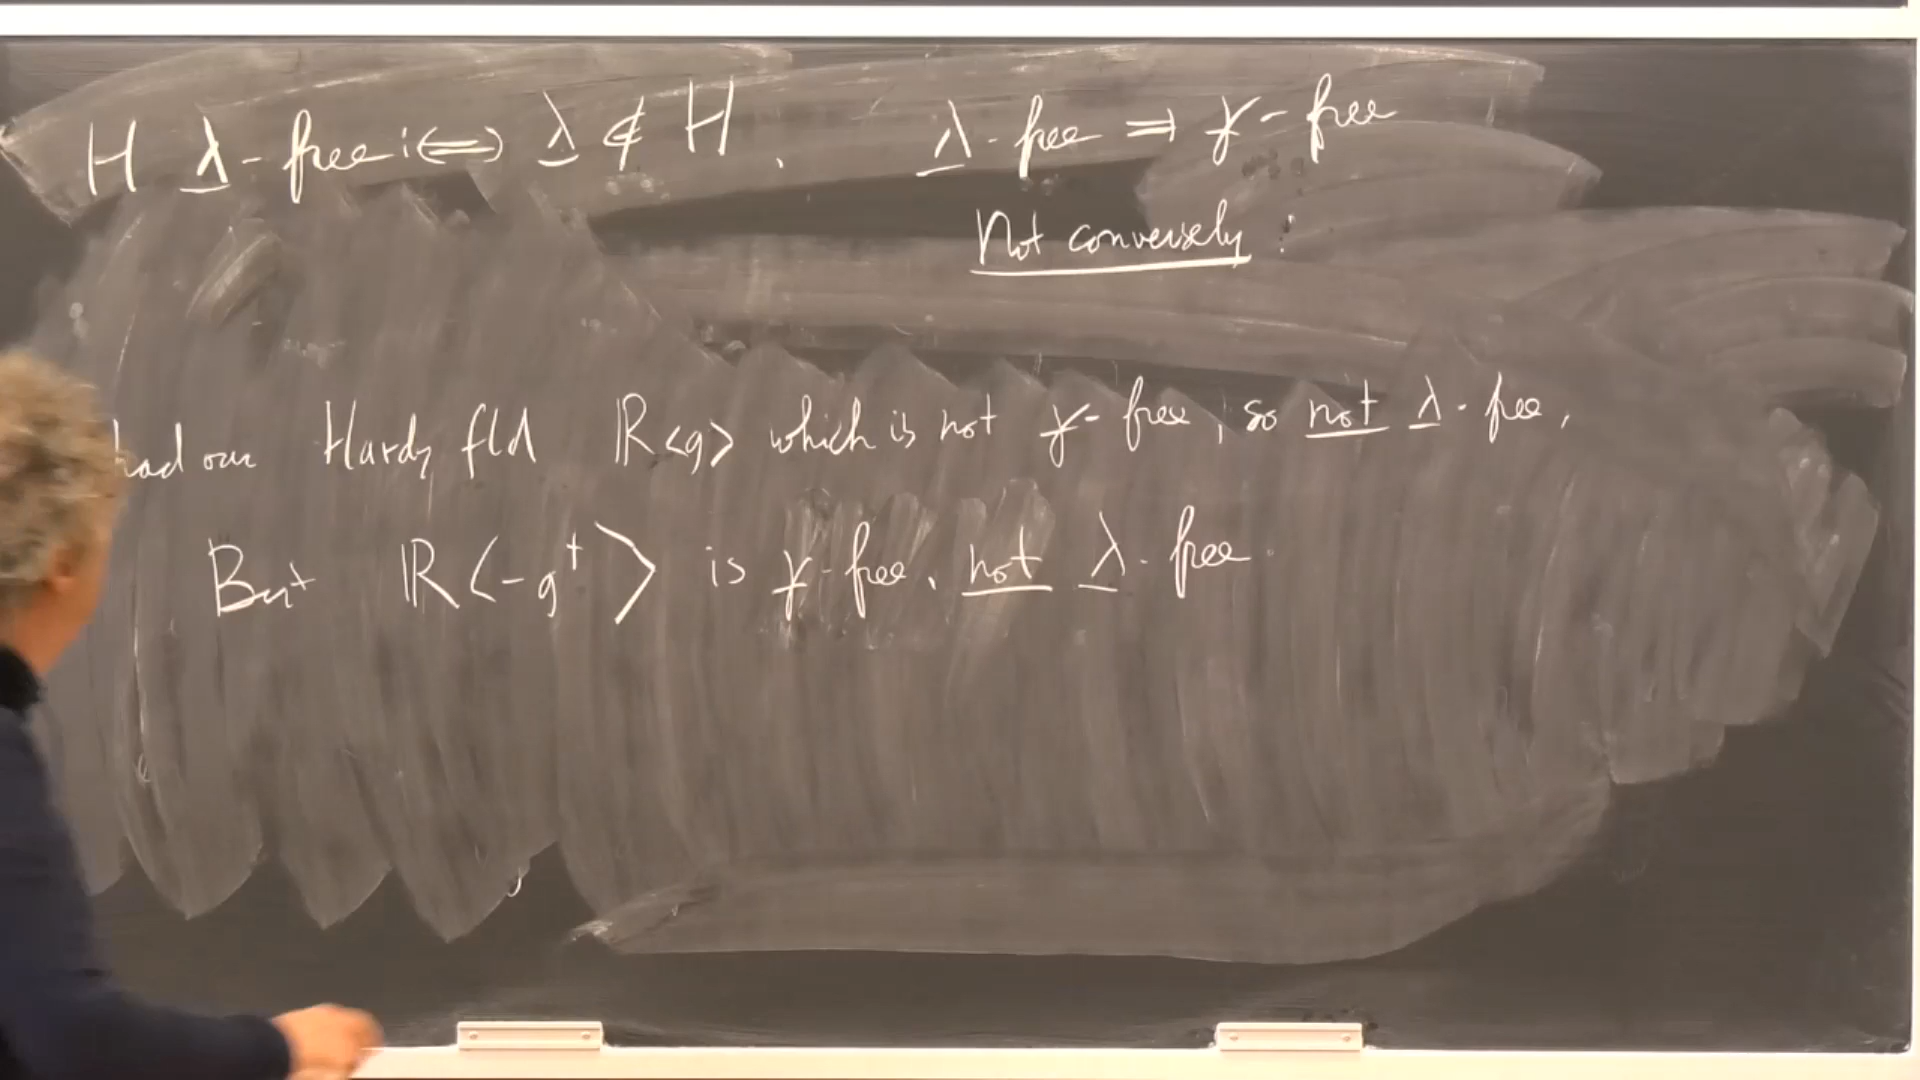 H λ-free :⇔ λ ∉ H. λ-free ⇒ γ-free
Not conversely:
had our Hardy fld ℝ<g> which is not γ-free, so not λ-free,
But ℝ<-g†> is γ-free, not λ-free.